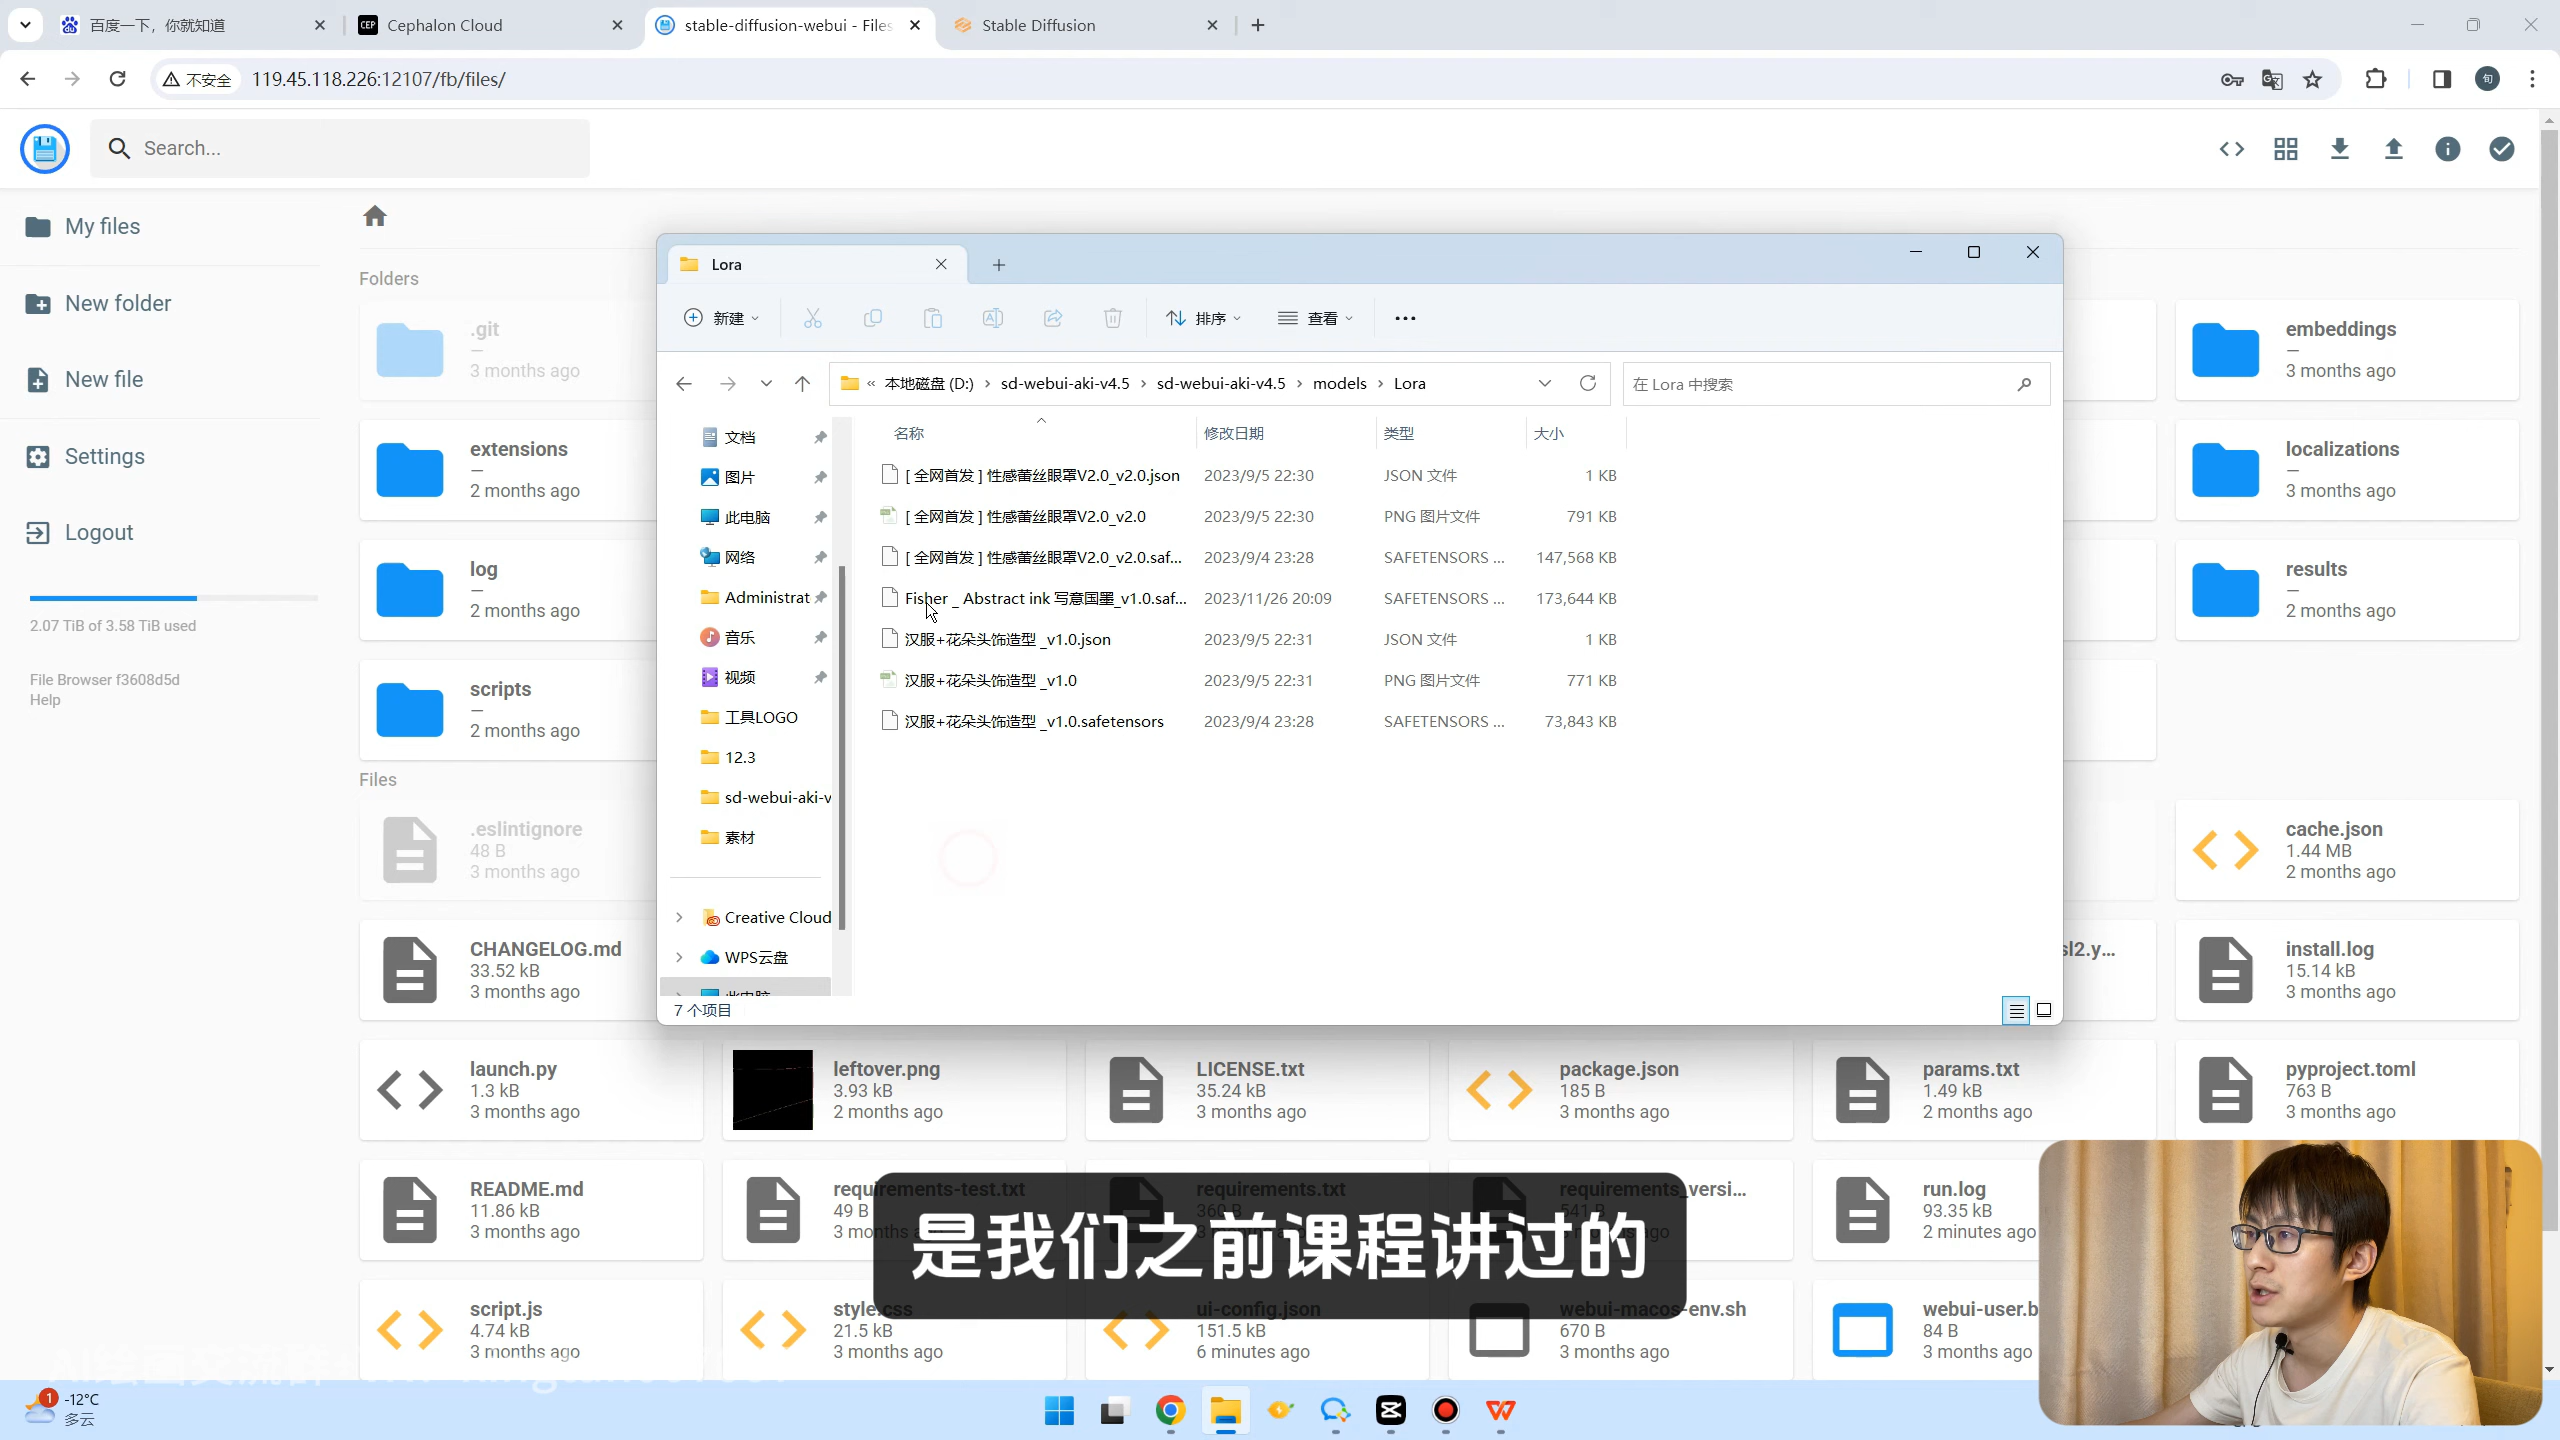 百度一下，你就知道
Cephalon Cloud
stable-diffusion-webui - Files
Stable Diffusion
不安全
119.45.118.226:12107/fb/files/
Search...
My files
New folder
New file
Settings
Logout
2.07 TiB of 3.58 TiB used
File Browser f3608d5d
Help
Folders
.git
—
3 months ago
extensions
—
2 months ago
log
—
2 months ago
scripts
—
2 months ago
embeddings
—
3 months ago
localizations
—
3 months ago
results
—
2 months ago
Lora
新建
排序
查看
« 本地磁盘 (D:) › sd-webui-aki-v4.5 › sd-webui-aki-v4.5 › models › Lora
在 Lora 中搜索
文档
图片
此电脑
网络
Administrat
音乐
视频
工具LOGO
12.3
sd-webui-aki-v
素材
Creative Cloud
WPS云盘
此电脑
名称 修改日期 类型 大小
[ 全网首发 ] 性感蕾丝眼罩V2.0_v2.0.json 2023/9/5 22:30 JSON 文件 1 KB
[ 全网首发 ] 性感蕾丝眼罩V2.0_v2.0 2023/9/5 22:30 PNG 图片文件 791 KB
[ 全网首发 ] 性感蕾丝眼罩V2.0_v2.0.saf... 2023/9/4 23:28 SAFETENSORS ... 147,568 KB
Fisher _ Abstract ink 写意国墨_v1.0.saf... 2023/11/26 20:09 SAFETENSORS ... 173,644 KB
汉服+花朵头饰造型 _v1.0.json 2023/9/5 22:31 JSON 文件 1 KB
汉服+花朵头饰造型 _v1.0 2023/9/5 22:31 PNG 图片文件 771 KB
汉服+花朵头饰造型 _v1.0.safetensors 2023/9/4 23:28 SAFETENSORS ... 73,843 KB
7 个项目
Files
.eslintignore
48 B
3 months ago
cache.json
1.44 MB
2 months ago
CHANGELOG.md
33.52 kB
3 months ago
sl2.y...
install.log
15.14 kB
3 months ago
launch.py
1.3 kB
3 months ago
leftover.png
3.93 kB
2 months ago
LICENSE.txt
35.24 kB
3 months ago
package.json
185 B
3 months ago
params.txt
1.49 kB
2 months ago
pyproject.toml
763 B
3 months ago
README.md
11.86 kB
3 months ago
requirements-test.txt
49 B
requirements.txt
360 B
requirements_versi...
541 B
run.log
93.35 kB
2 minutes ago
是我们之前课程讲过的
script.js
4.74 kB
3 months ago
style.css
21.5 kB
3 months ago
ui-config.json
151.5 kB
6 minutes ago
webui-macos-env.sh
670 B
3 months ago
webui-user.b
84 B
3 months ago
1
-12°C
多云